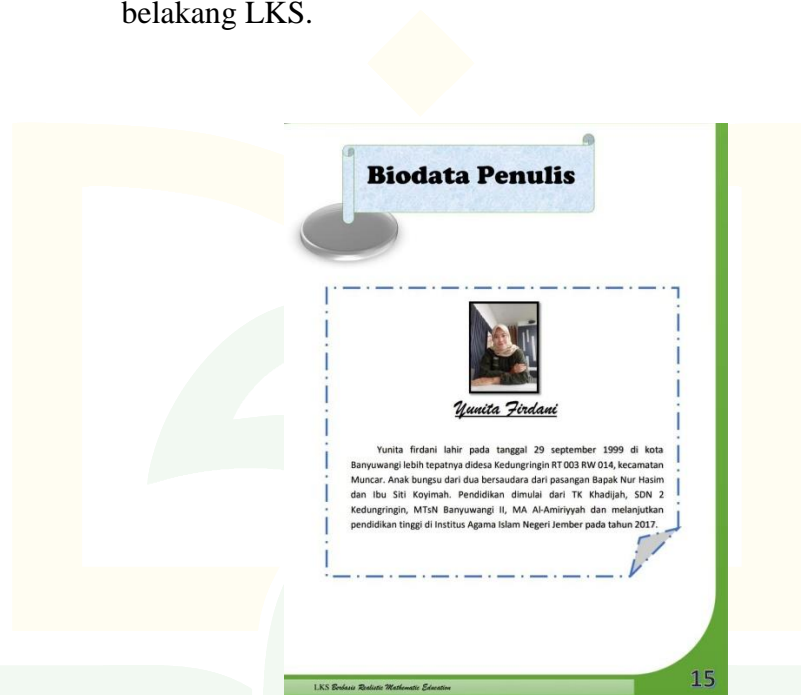 belakang LKS.
Biodata Penulis
Yunita Firdani
Yunita firdani lahir pada tanggal 29 september 1999 di kota
Banyuwangi lebih tepatnya didesa Kedungringin RT 003 RW 014, kecamatan
Muncar. Anak bungsu dari dua bersaudara dari pasangan Bapak Nur Hasim
dan Ibu Siti Koyimah. Pendidikan dimulai dari TK Khadijah, SDN 2
Kedungringin, MTsN Banyuwangi II, MA Al-Amiriyyah dan melanjutkan
pendidikan tinggi di Institus Agama Islam Negeri Jember pada tahun 2017.
LKS Berbasis Realistic Mathematic Education
15